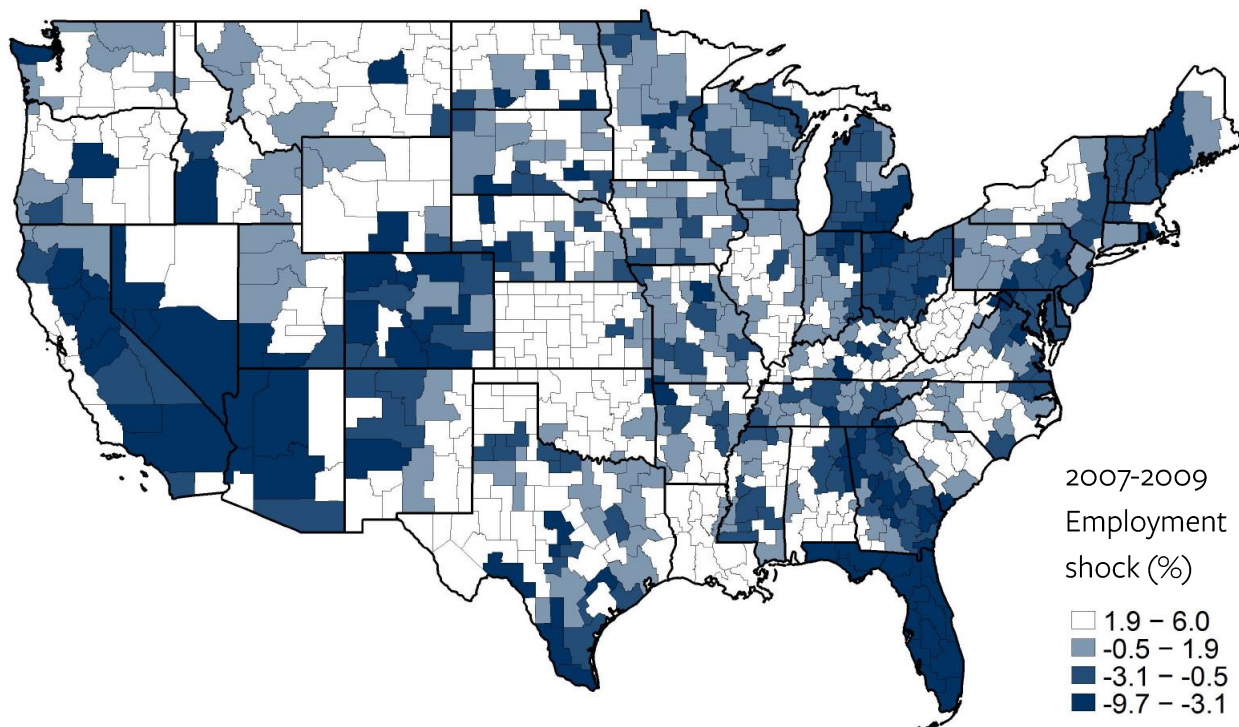 2007-2009
Employment
shock (%)
1.9 – 6.0
-0.5 – 1.9
-3.1 – -0.5
-9.7 – -3.1